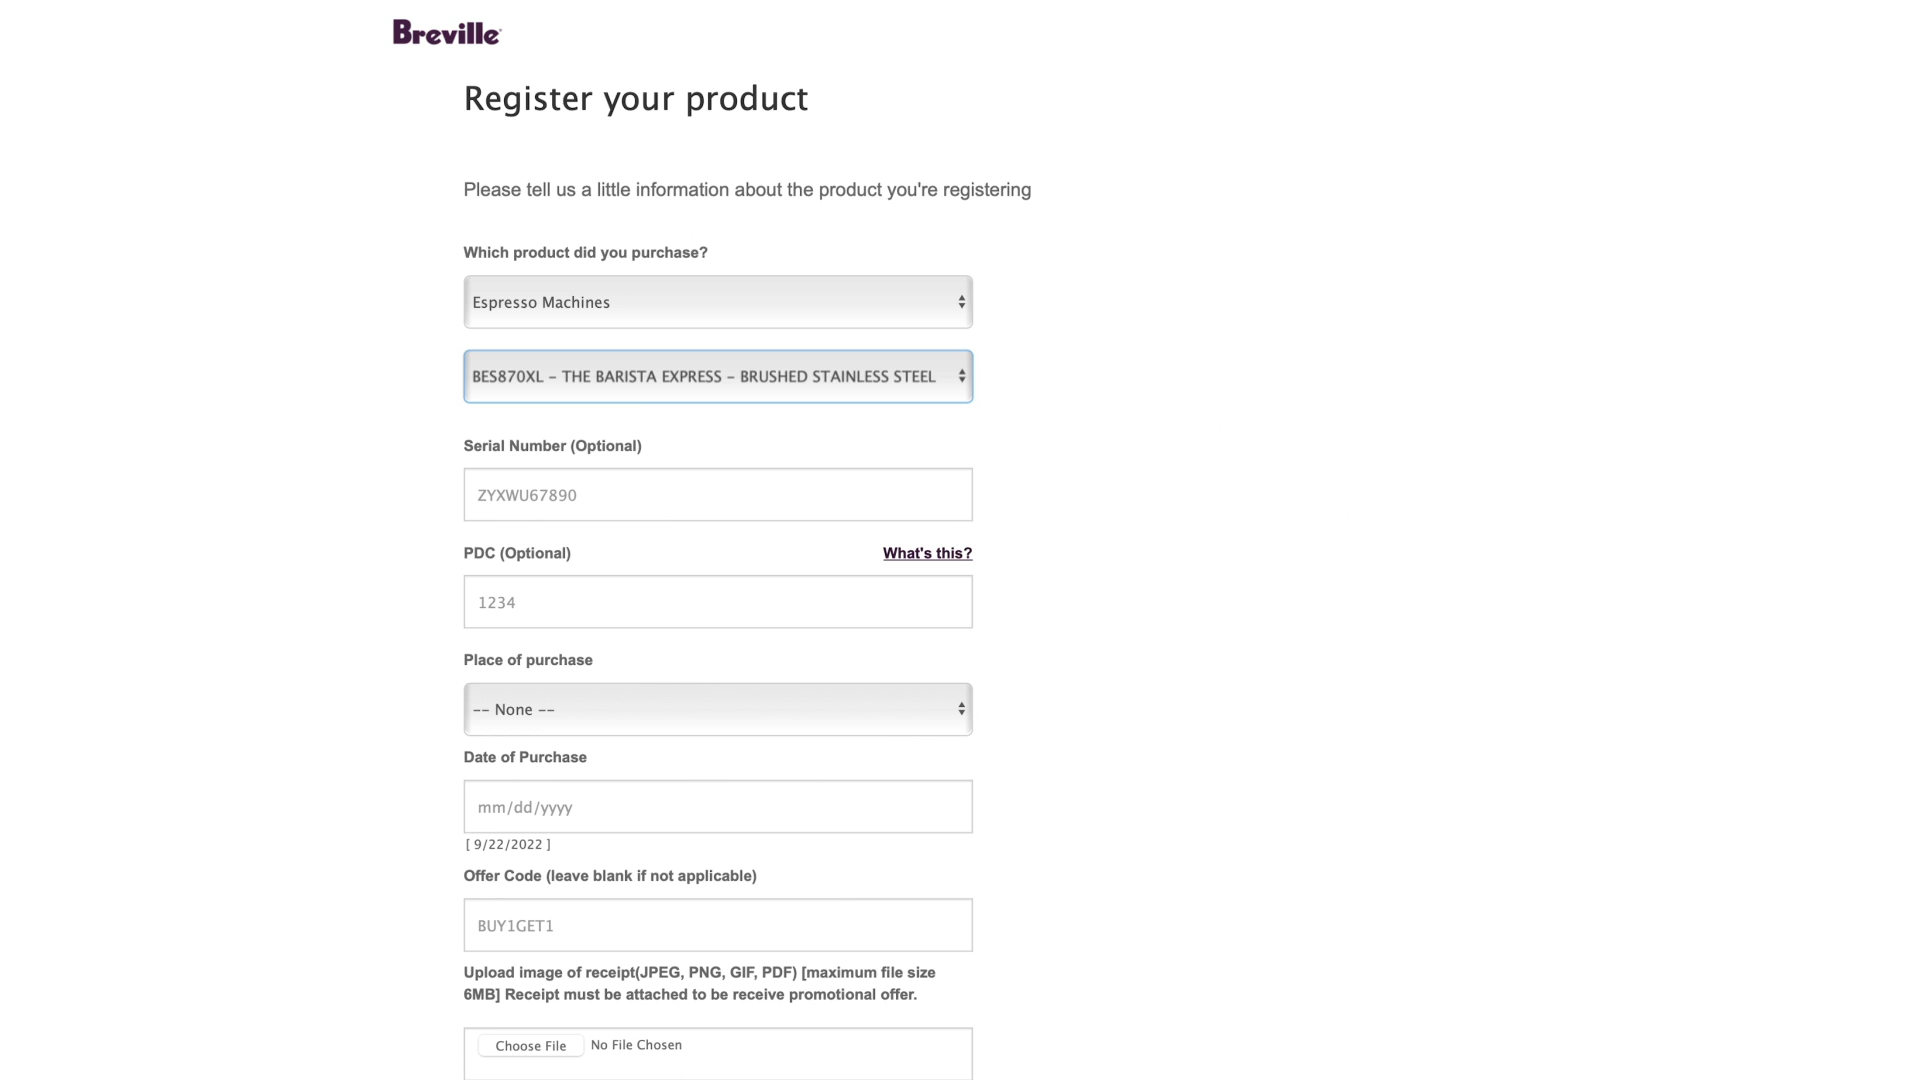 Breville
Register your product
Please tell us a little information about the product you're registering
Which product did you purchase?
Espresso Machines
BES870XL – THE BARISTA EXPRESS – BRUSHED STAINLESS STEEL
Serial Number (Optional)
ZYXWU67890
PDC (Optional) What's this?
1234
Place of purchase
-- None --
Date of Purchase
mm/dd/yyyy
[ 9/22/2022 ]
Offer Code (leave blank if not applicable)
BUY1GET1
Upload image of receipt(JPEG, PNG, GIF, PDF) [maximum file size
6MB] Receipt must be attached to be receive promotional offer.
Choose File No File Chosen